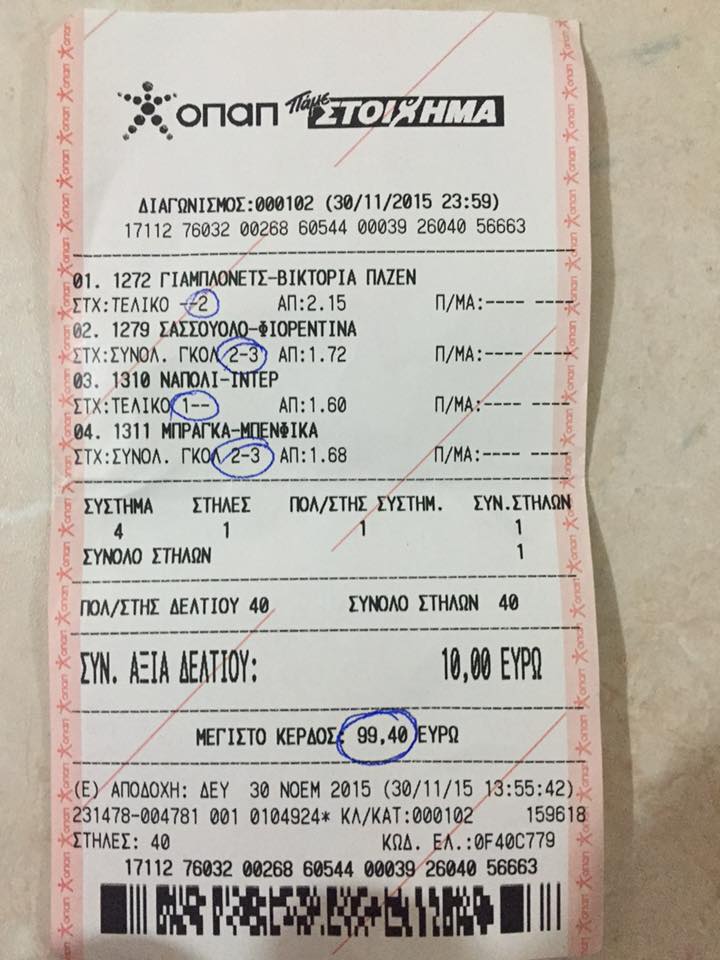 οπαπ Πάμε ΣΤΟΙΧΗΜΑ
ΔΙΑΓΩΝΙΣΜΟΣ:000102 (30/11/2015 23:59)
17112 76032 00268 60544 00039 26040 56663
01. 1272 ΓΙΑΜΠΛΟΝΕΤΣ-ΒΙΚΤΟΡΙΑ ΠΛΖΕΝ
ΣΤΧ:ΤΕΛΙΚΟ --2 ΑΠ:2.15 Π/ΜΑ:---- ----
02. 1279 ΣΑΣΣΟΥΟΛΟ-ΦΙΟΡΕΝΤΙΝΑ
ΣΤΧ:ΣΥΝΟΛ. ΓΚΟΛ 2-3 ΑΠ:1.72 Π/ΜΑ:---- ----
03. 1310 ΝΑΠΟΛΙ-ΙΝΤΕΡ
ΣΤΧ:ΤΕΛΙΚΟ 1-- ΑΠ:1.60 Π/ΜΑ:---- ----
04. 1311 ΜΠΡΑΓΚΑ-ΜΠΕΝΦΙΚΑ
ΣΤΧ:ΣΥΝΟΛ. ΓΚΟΛ 2-3 ΑΠ:1.68 Π/ΜΑ:---- ----
ΣΥΣΤΗΜΑ ΣΤΗΛΕΣ ΠΟΛ/ΣΤΗΣ ΣΥΣΤΗΜ. ΣΥΝ.ΣΤΗΛΩΝ
4 1 1 1
ΣΥΝΟΛΟ ΣΤΗΛΩΝ 1
ΠΟΛ/ΣΤΗΣ ΔΕΛΤΙΟΥ 40 ΣΥΝΟΛΟ ΣΤΗΛΩΝ 40
ΣΥΝ. ΑΞΙΑ ΔΕΛΤΙΟΥ: 10,00 ΕΥΡΩ
ΜΕΓΙΣΤΟ ΚΕΡΔΟΣ: 99,40 ΕΥΡΩ
(Ε) ΑΠΟΔΟΧΗ: ΔΕΥ 30 ΝΟΕΜ 2015 (30/11/15 13:55:42)
231478-004781 001 0104924* ΚΛ/ΚΑΤ:000102 159618
ΣΤΗΛΕΣ: 40 ΚΩΔ. ΕΛ.:0F40C779
17112 76032 00268 60544 00039 26040 56663